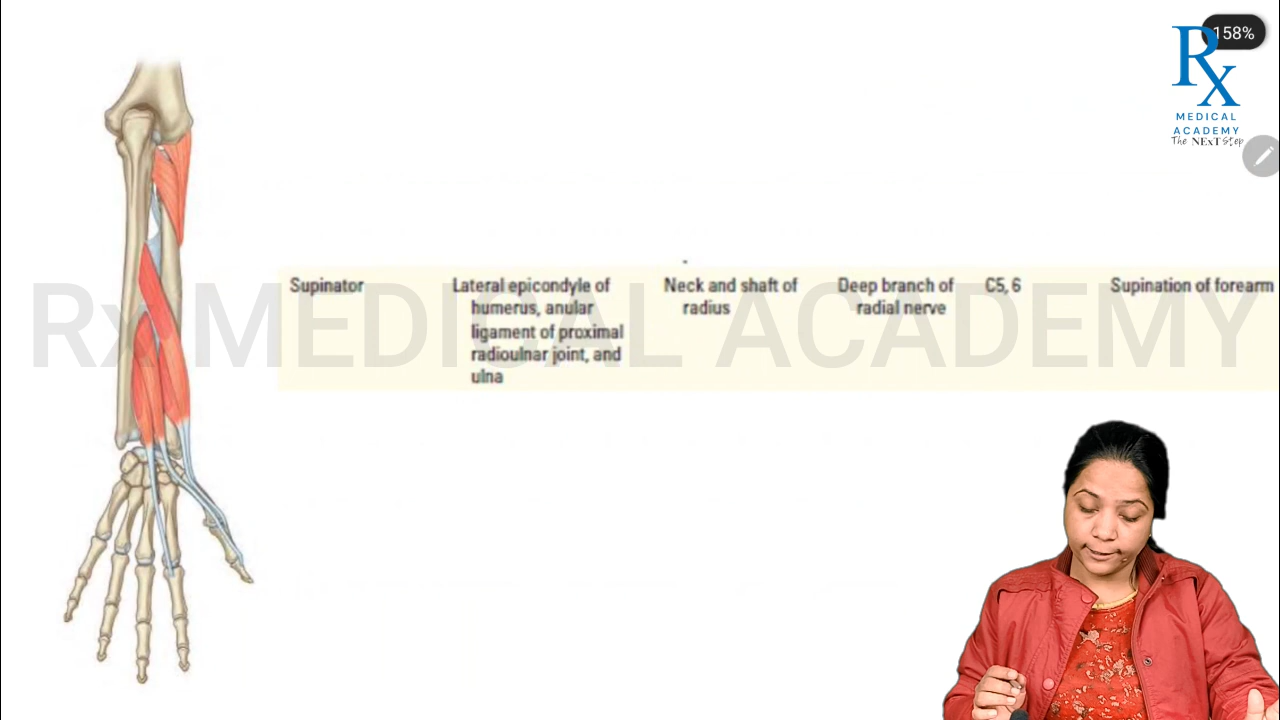 158%
Rx
MEDICAL
ACADEMY
The NExT Step
Rx MEDICAL ACADEMY
Supinator
Lateral epicondyle of
humerus, anular
ligament of proximal
radioulnar joint, and
ulna
Neck and shaft of
radius
Deep branch of
radial nerve
C5, 6
Supination of forearm